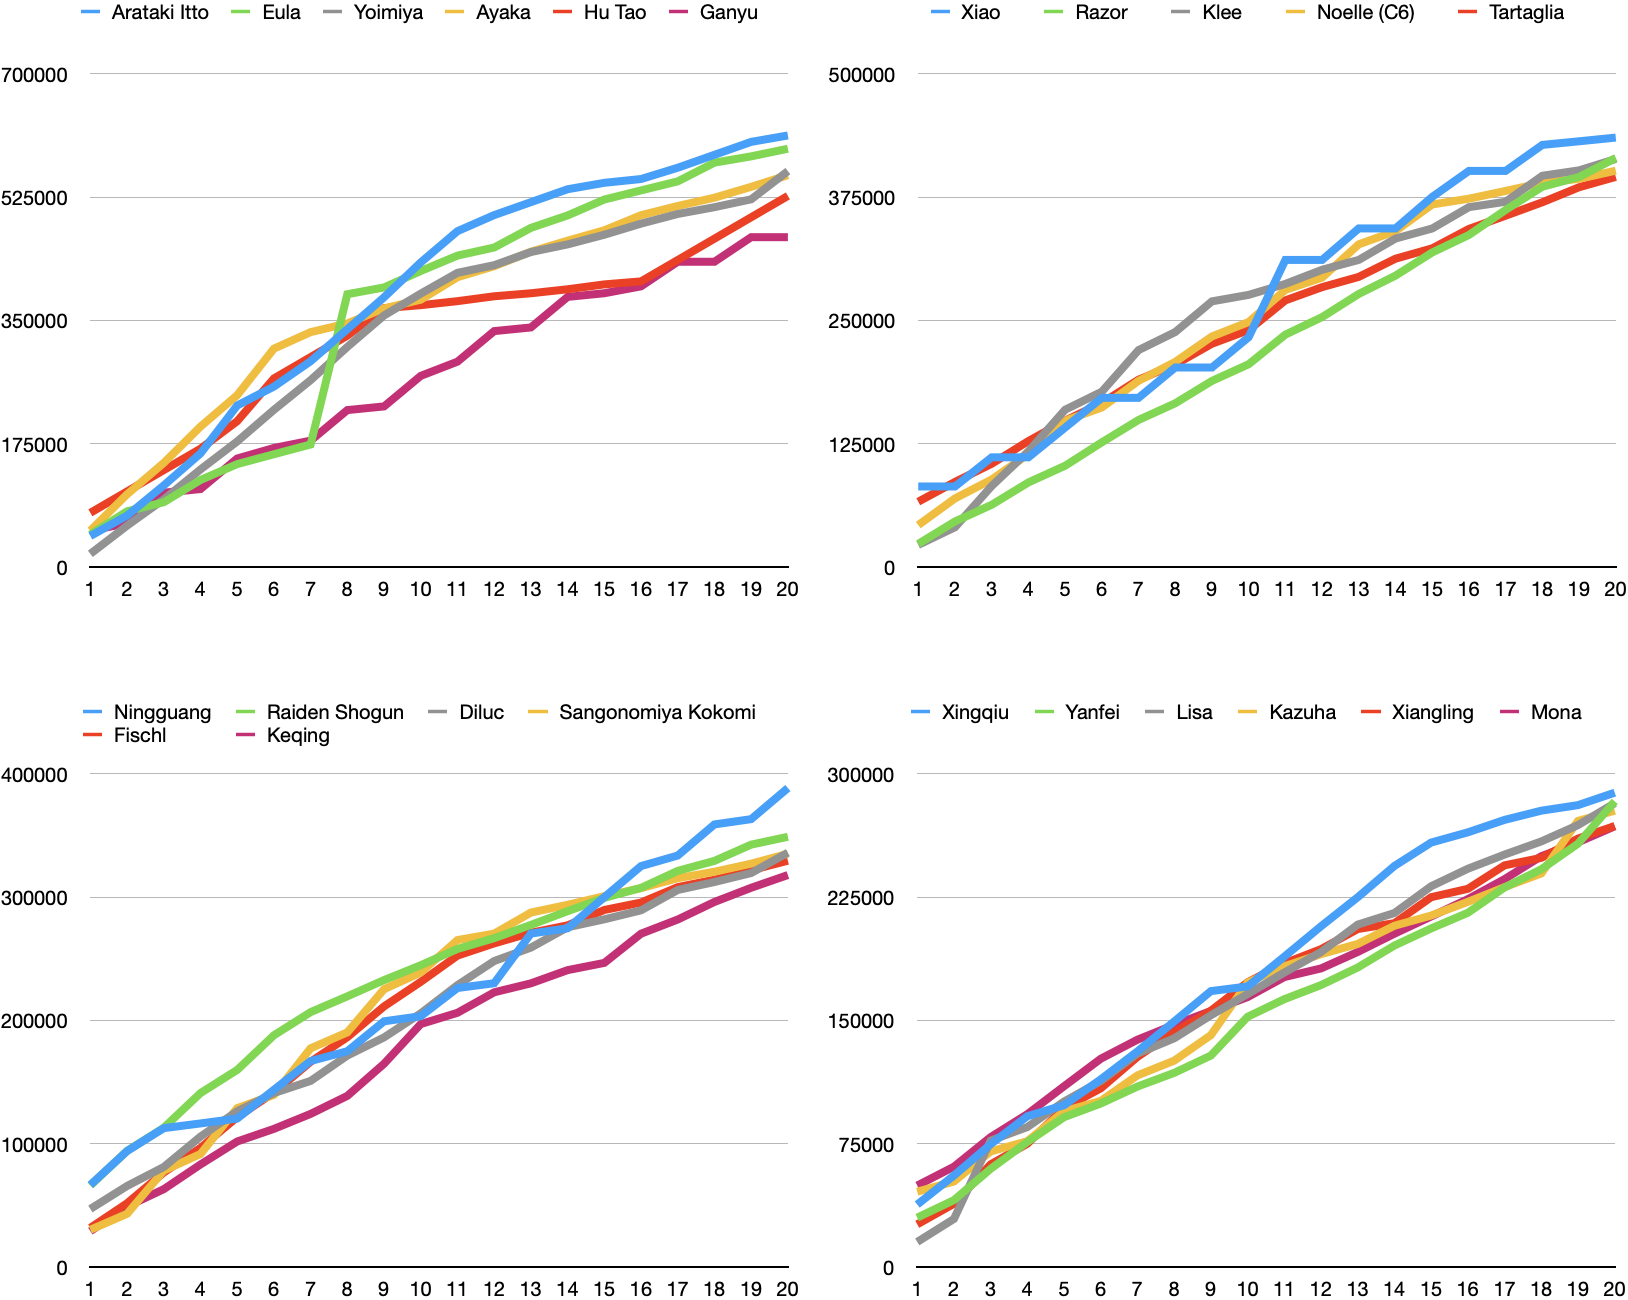 Arataki Itto Eula Yoimiya Ayaka Hu Tao Ganyu
700000
525000
350000
175000
0
1 2 3 4 5 6 7 8 9 10 11 12 13 14 15 16 17 18 19 20
Xiao Razor Klee Noelle (C6) Tartaglia
500000
375000
250000
125000
0
1 2 3 4 5 6 7 8 9 10 11 12 13 14 15 16 17 18 19 20
Ningguang Raiden Shogun Diluc Sangonomiya Kokomi
Fischl Keqing
400000
300000
200000
100000
0
1 2 3 4 5 6 7 8 9 10 11 12 13 14 15 16 17 18 19 20
Xingqiu Yanfei Lisa Kazuha Xiangling Mona
300000
225000
150000
75000
0
1 2 3 4 5 6 7 8 9 10 11 12 13 14 15 16 17 18 19 20